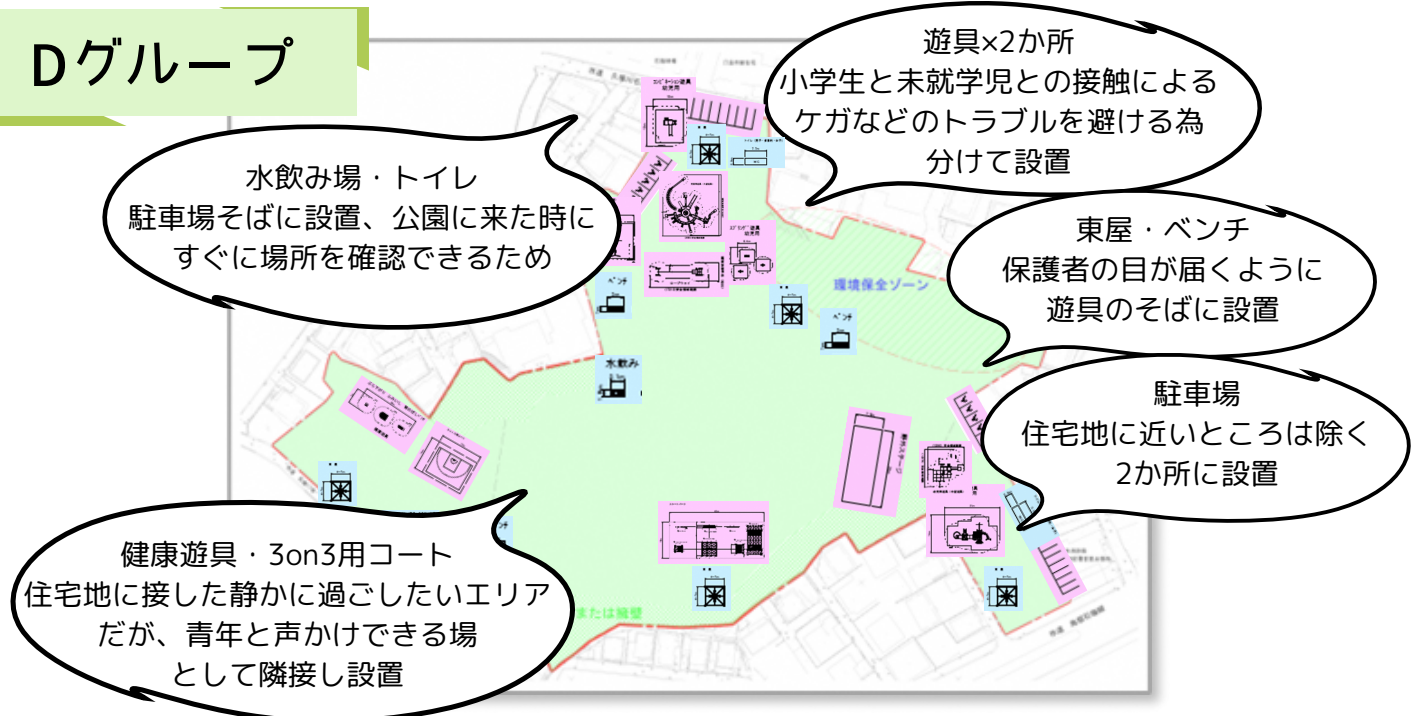 Dグループ
遊具×2か所
小学生と未就学児との接触による
ケガなどのトラブルを避ける為
分けて設置
水飲み場・トイレ
駐車場そばに設置、公園に来た時に
すぐに場所を確認できるため
東屋・ベンチ
保護者の目が届くように
遊具のそばに設置
駐車場
住宅地に近いところは除く
2か所に設置
健康遊具・3on3用コート
住宅地に接した静かに過ごしたいエリア
だが、青年と声かけできる場
として隣接し設置
環境保全ゾーン
ベンチ
ベンチ
水飲み
または擁壁